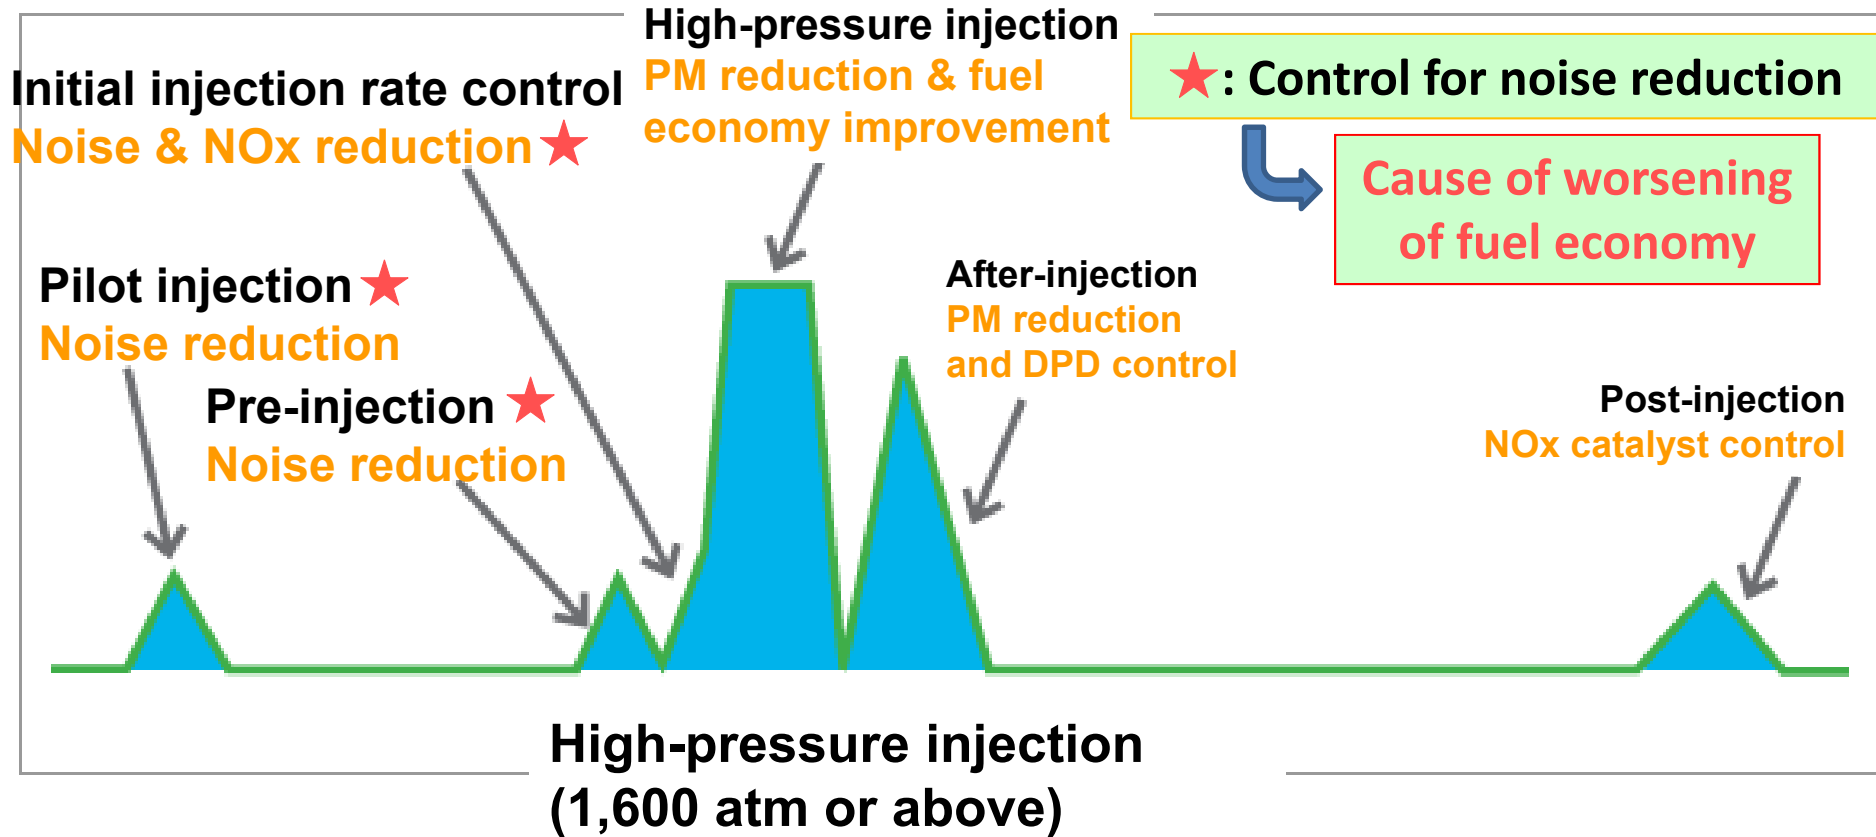 High-pressure injection
PM reduction & fuel
economy improvement
★: Control for noise reduction
Cause of worsening
of fuel economy
Initial injection rate control
Noise & NOx reduction ★
Pilot injection ★
Noise reduction
Pre-injection ★
Noise reduction
After-injection
PM reduction
and DPD control
Post-injection
NOx catalyst control
High-pressure injection
(1,600 atm or above)